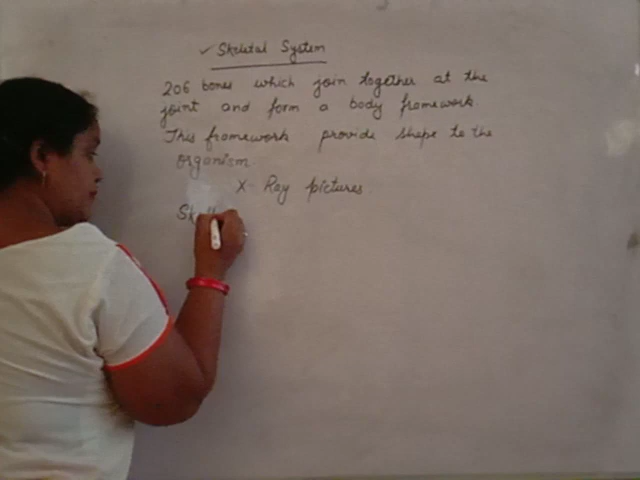 ✓ Skeletal System
206 bones which join together at the
joint and form a body framework.
This framework provide shape to the
organism
X- Ray pictures